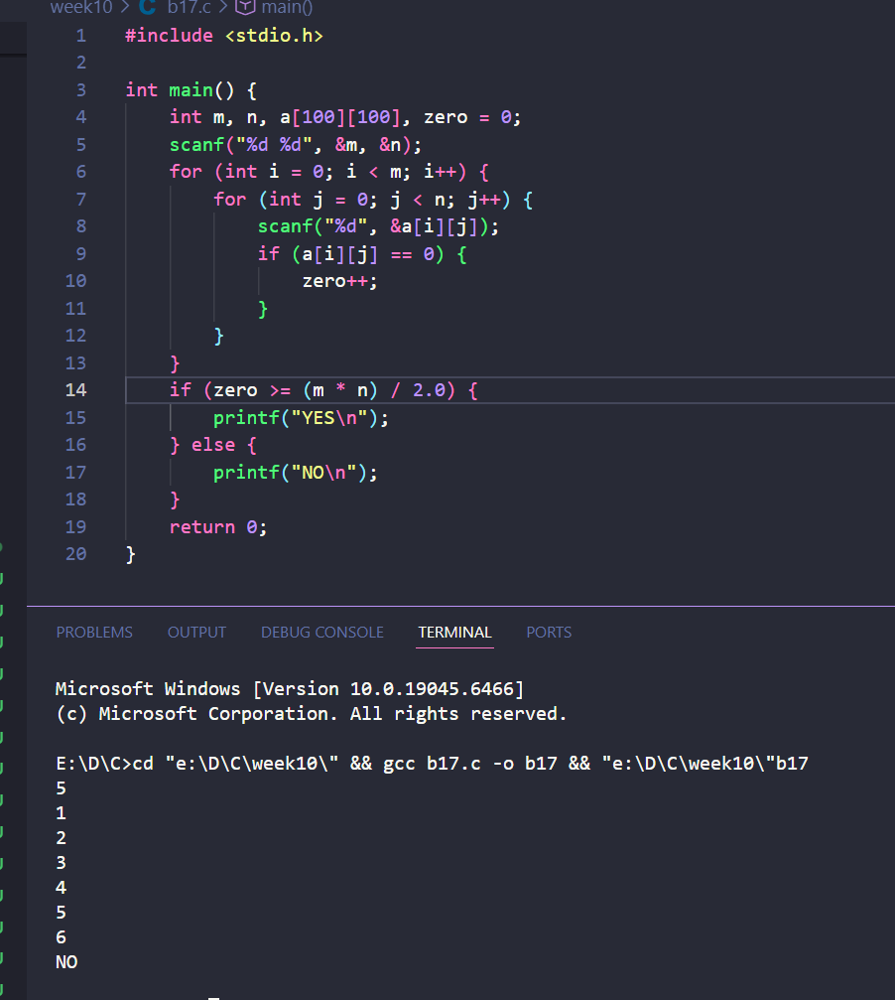 week10 > C b17.c > main()
1 #include <stdio.h>
2
3 int main() {
4     int m, n, a[100][100], zero = 0;
5     scanf("%d %d", &m, &n);
6     for (int i = 0; i < m; i++) {
7         for (int j = 0; j < n; j++) {
8             scanf("%d", &a[i][j]);
9             if (a[i][j] == 0) {
10                 zero++;
11             }
12         }
13     }
14     if (zero >= (m * n) / 2.0) {
15         printf("YES\n");
16     } else {
17         printf("NO\n");
18     }
19     return 0;
20 }
PROBLEMS OUTPUT DEBUG CONSOLE TERMINAL PORTS
Microsoft Windows [Version 10.0.19045.6466]
(c) Microsoft Corporation. All rights reserved.
E:\D\C>cd "e:\D\C\week10\" && gcc b17.c -o b17 && "e:\D\C\week10\"b17
5
1
2
3
4
5
6
NO